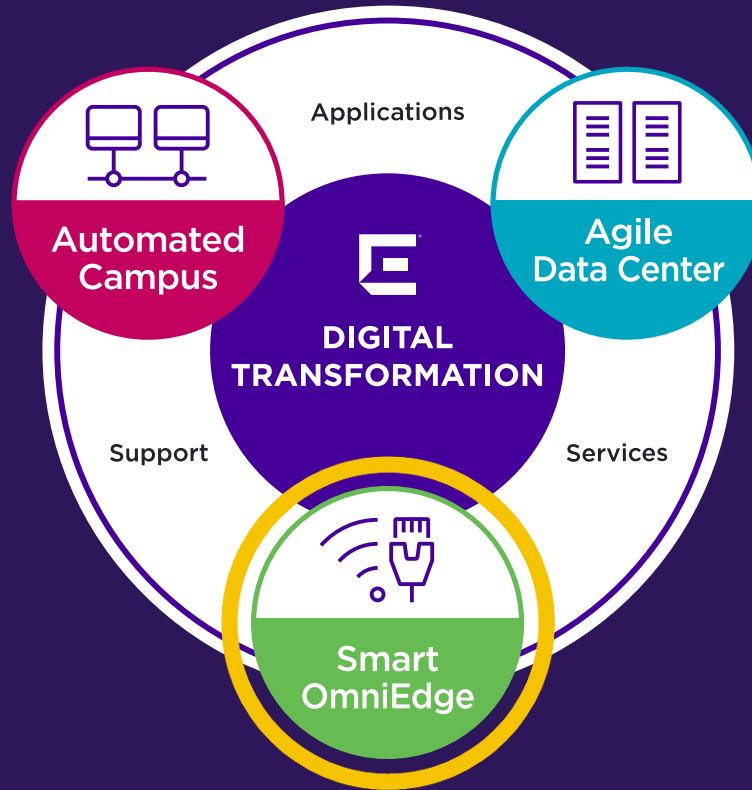 Applications
Automated
Campus
Agile
Data Center
DIGITAL
TRANSFORMATION
Support
Services
Smart
OmniEdge